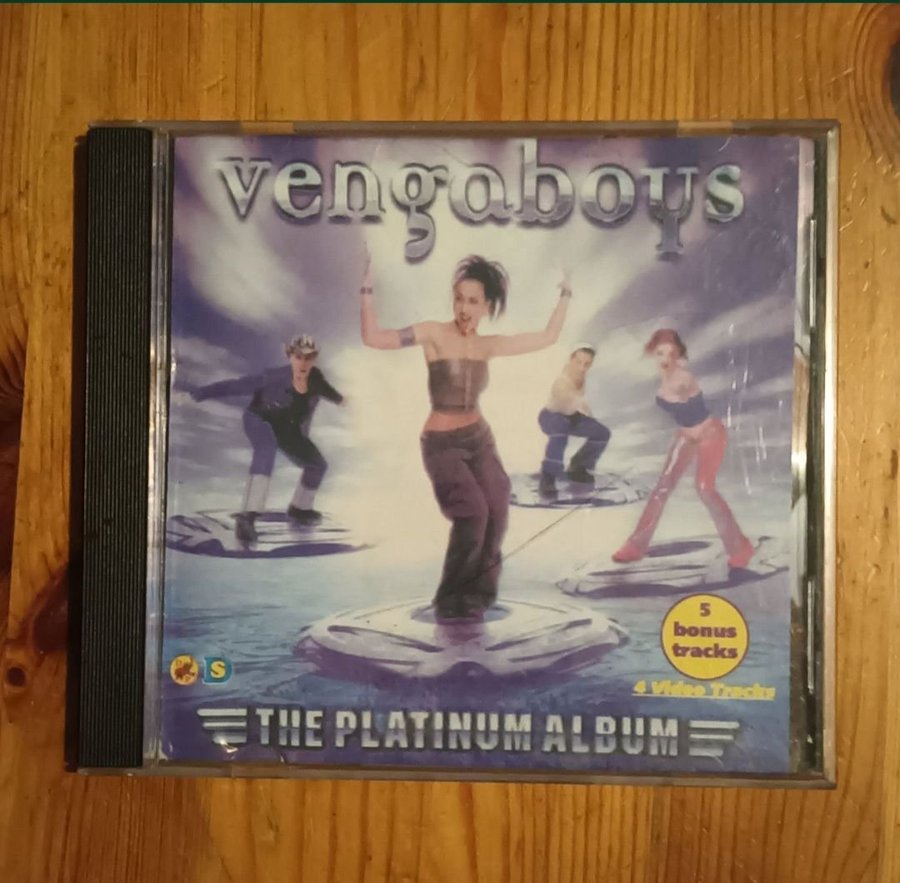 vengaboys
5
bonus
tracks
S
4 Video Tracks
THE PLATINUM ALBUM